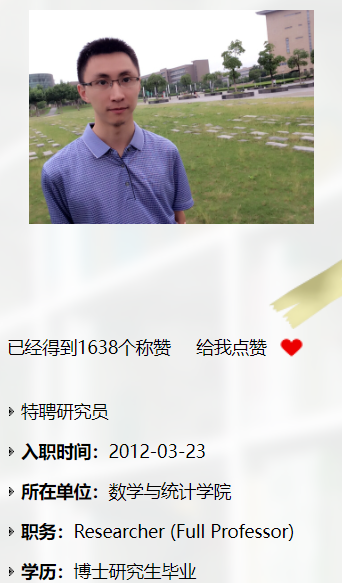 已经得到1638个称赞 给我点赞
特聘研究员
入职时间：2012-03-23
所在单位：数学与统计学院
职务：Researcher (Full Professor)
学历：博士研究生毕业